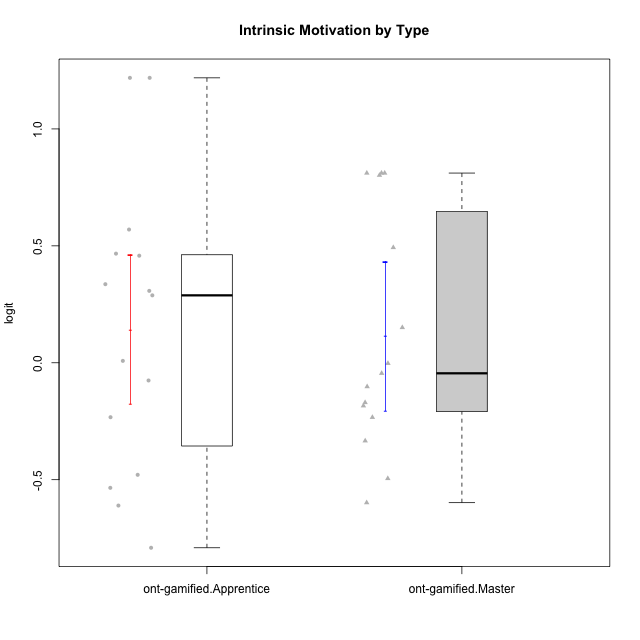 Intrinsic Motivation by Type
logit
1.0
0.5
0.0
-0.5
ont-gamified.Apprentice
ont-gamified.Master